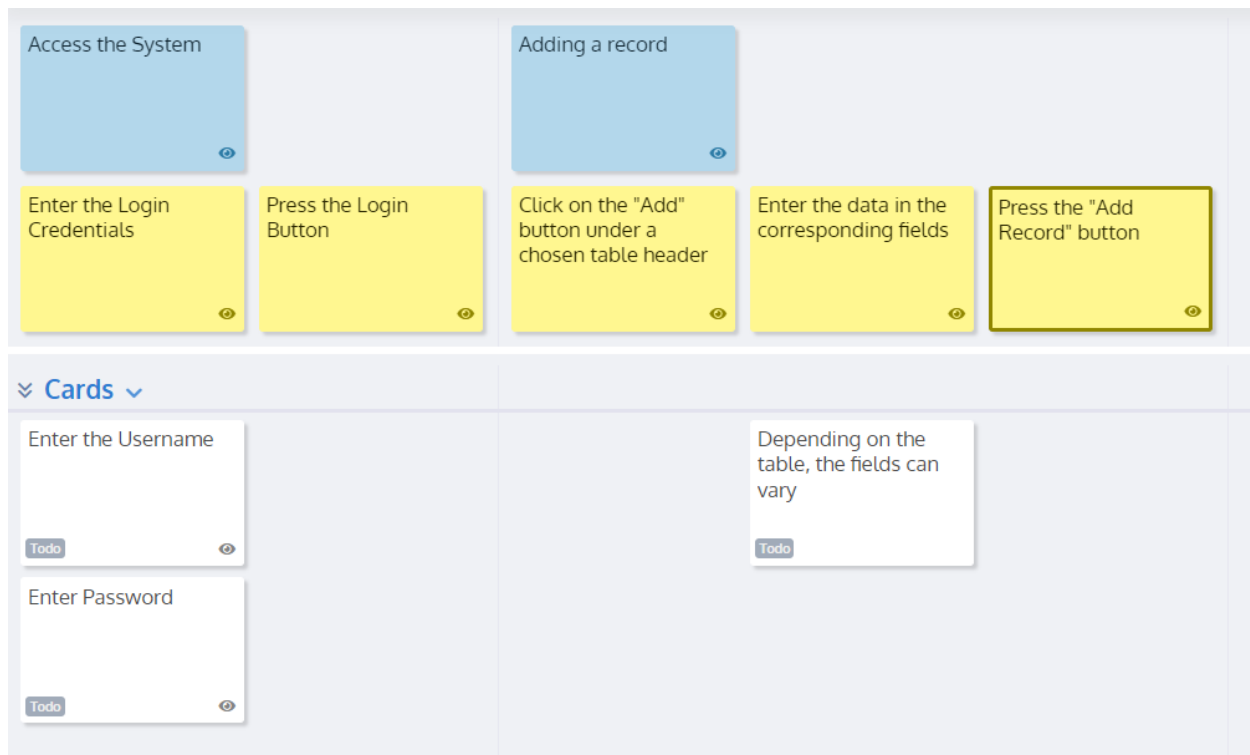 Access the System
Adding a record
Enter the Login
Credentials
Press the Login
Button
Click on the "Add"
button under a
chosen table header
Enter the data in the
corresponding fields
Press the "Add
Record" button
Cards
Enter the Username
Todo
Depending on the
table, the fields can
vary
Todo
Enter Password
Todo